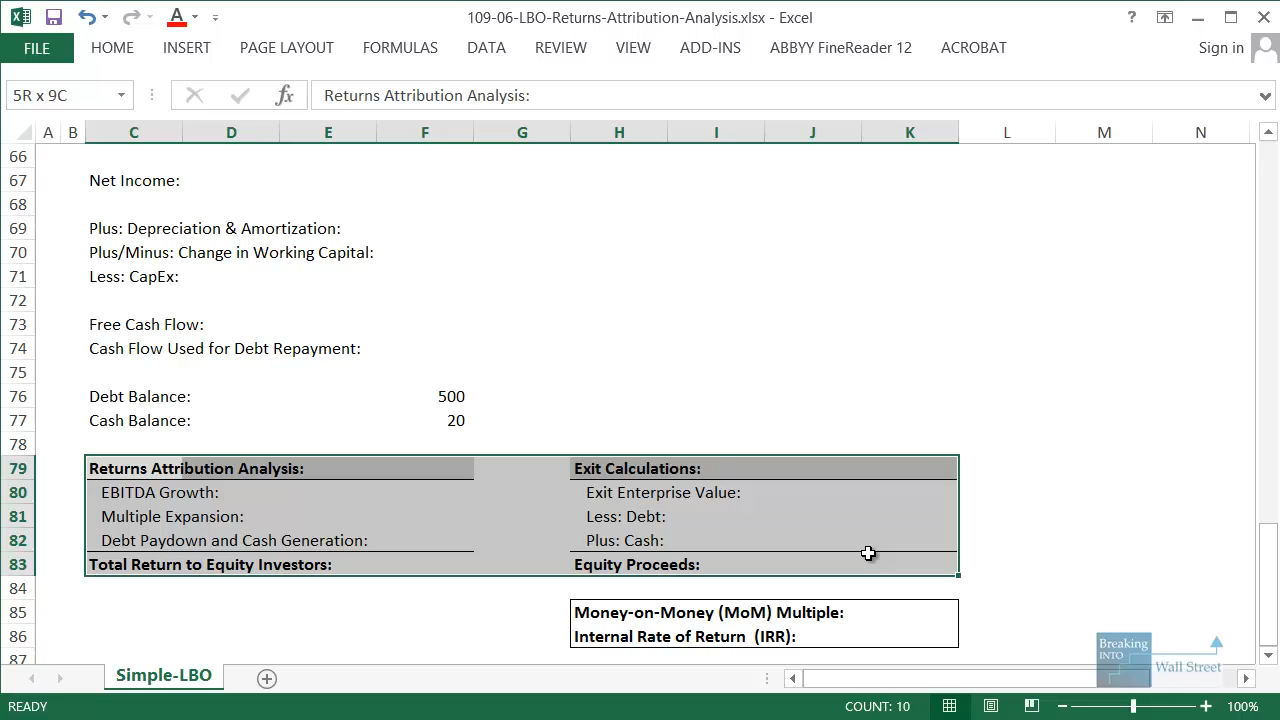 109-06-LBO-Returns-Attribution-Analysis.xlsx - Excel
FILE HOME INSERT PAGE LAYOUT FORMULAS DATA REVIEW VIEW ADD-INS ABBYY FineReader 12 ACROBAT Sign in
5R x 9C fx Returns Attribution Analysis:
A B C D E F G H I J K L M N
66
67 Net Income:
68
69 Plus: Depreciation & Amortization:
70 Plus/Minus: Change in Working Capital:
71 Less: CapEx:
72
73 Free Cash Flow:
74 Cash Flow Used for Debt Repayment:
75
76 Debt Balance: 500
77 Cash Balance: 20
78
79 Returns Attribution Analysis: Exit Calculations:
80 EBITDA Growth: Exit Enterprise Value:
81 Multiple Expansion: Less: Debt:
82 Debt Paydown and Cash Generation: Plus: Cash:
83 Total Return to Equity Investors: Equity Proceeds:
84
85 Money-on-Money (MoM) Multiple:
86 Internal Rate of Return (IRR):
87
Breaking
INTO
Wall Street
Simple-LBO
READY COUNT: 10 100%